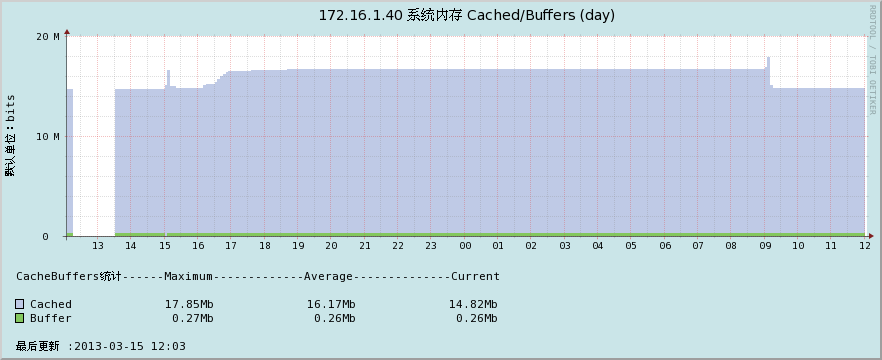 172.16.1.40 系统内存 Cached/Buffers (day)
RRDTOOL / TOBI OETIKER
默认单位：bits
20 M
10 M
0
13 14 15 16 17 18 19 20 21 22 23 00 01 02 03 04 05 06 07 08 09 10 11 12
CacheBuffers统计------Maximum-------------Average--------------Current
Cached 17.85Mb 16.17Mb 14.82Mb
Buffer 0.27Mb 0.26Mb 0.26Mb
最后更新 :2013-03-15 12:03